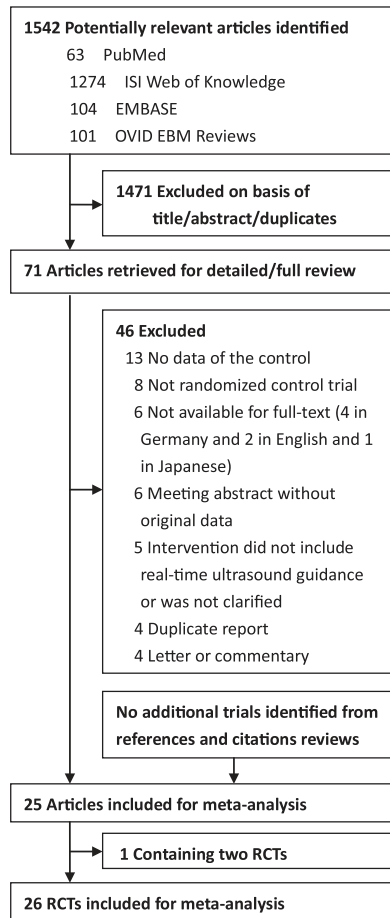 1542 Potentially relevant articles identified
63 PubMed
1274 ISI Web of Knowledge
104 EMBASE
101 OVID EBM Reviews
1471 Excluded on basis of
title/abstract/duplicates
71 Articles retrieved for detailed/full review
46 Excluded
13 No data of the control
8 Not randomized control trial
6 Not available for full-text (4 in
Germany and 2 in English and 1
in Japanese)
6 Meeting abstract without
original data
5 Intervention did not include
real-time ultrasound guidance
or was not clarified
4 Duplicate report
4 Letter or commentary
No additional trials identified from
references and citations reviews
25 Articles included for meta-analysis
1 Containing two RCTs
26 RCTs included for meta-analysis